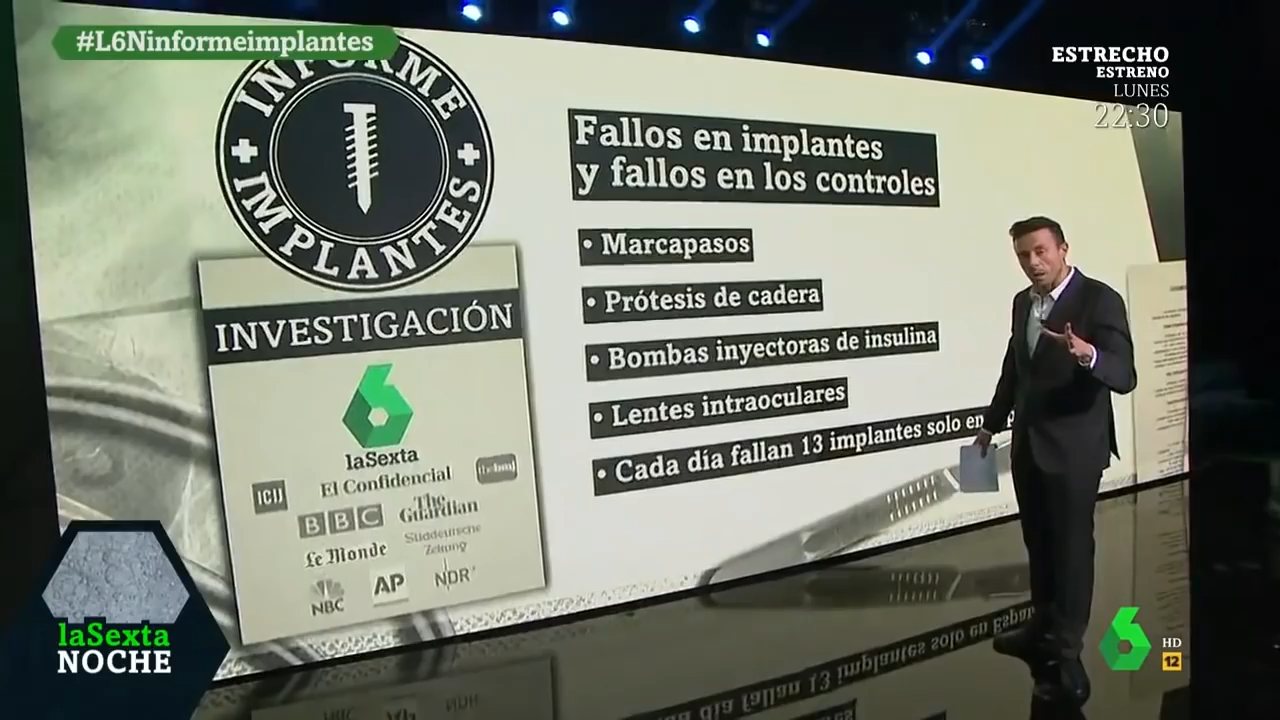 #L6Ninformeimplantes
ESTRECHO
ESTRENO
LUNES
22:30
INFORME
IMPLANTES
Fallos en implantes
y fallos en los controles
• Marcapasos
• Prótesis de cadera
• Bombas inyectoras de insulina
• Lentes intraoculares
• Cada día fallan 13 implantes solo en
INVESTIGACIÓN
laSexta
El Confidencial
ICIJ
BBC
The
Guardian
Le Monde
Süddeutsche
Zeitung
NBC
AP
NDR
laSexta
NOCHE
HD
12